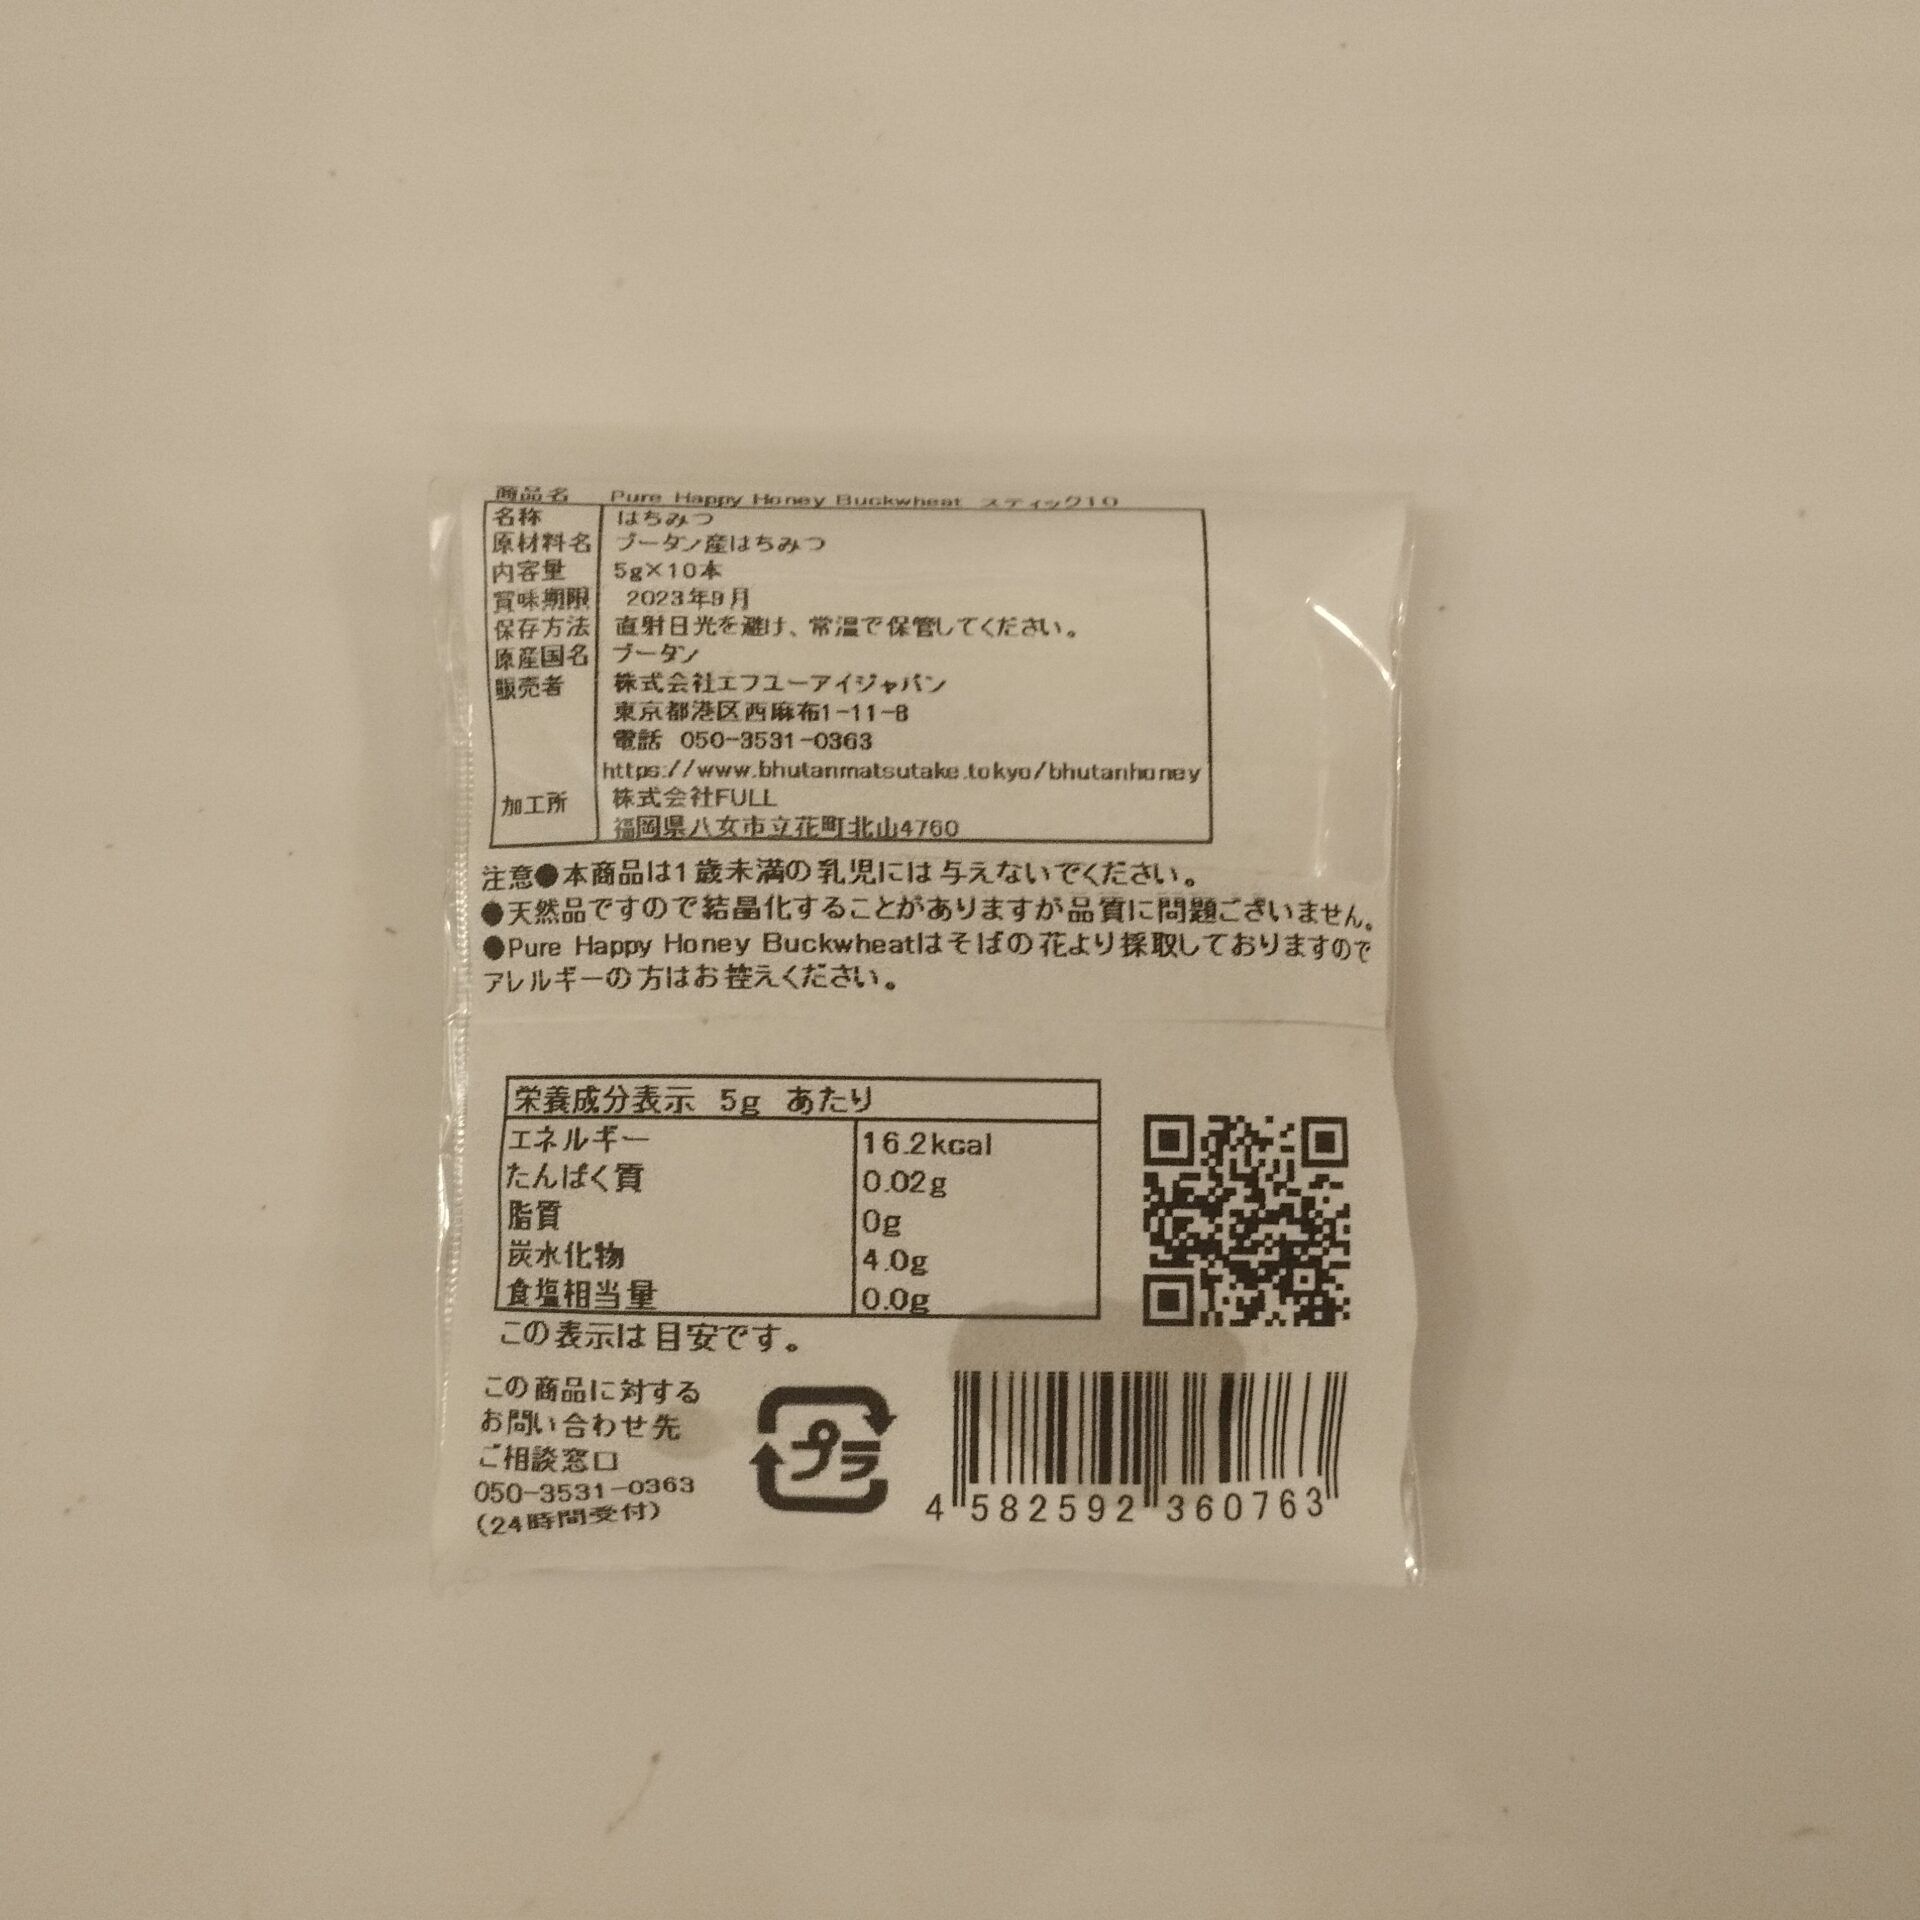 商品名 Pure Happy Honey Buckwheat スティック10
名称 はちみつ
原材料名 ブータン産はちみつ
内容量 5g×10本
賞味期限 2023年9月
保存方法 直射日光を避け、常温で保管してください。
原産国名 ブータン
販売者 株式会社エフユーアイジャパン
東京都港区西麻布1-11-8
電話 050-3531-0363
https://www.bhutanmatsutake.tokyo/bhutanhoney
加工所 株式会社FULL
福岡県八女市立花町北山4760
注意●本商品は1歳未満の乳児には与えないでください。
●天然品ですので結晶化することがありますが品質に問題ございません。
●Pure Happy Honey Buckwheatはそばの花より採取しておりますので
アレルギーの方はお控えください。
栄養成分表示 5g あたり
エネルギー 16.2kcal
たんぱく質 0.02g
脂質 0g
炭水化物 4.0g
食塩相当量 0.0g
この表示は目安です。
この商品に対する
お問い合わせ先
ご相談窓口
050-3531-0363
(24時間受付)
プラ
4 582592 360763